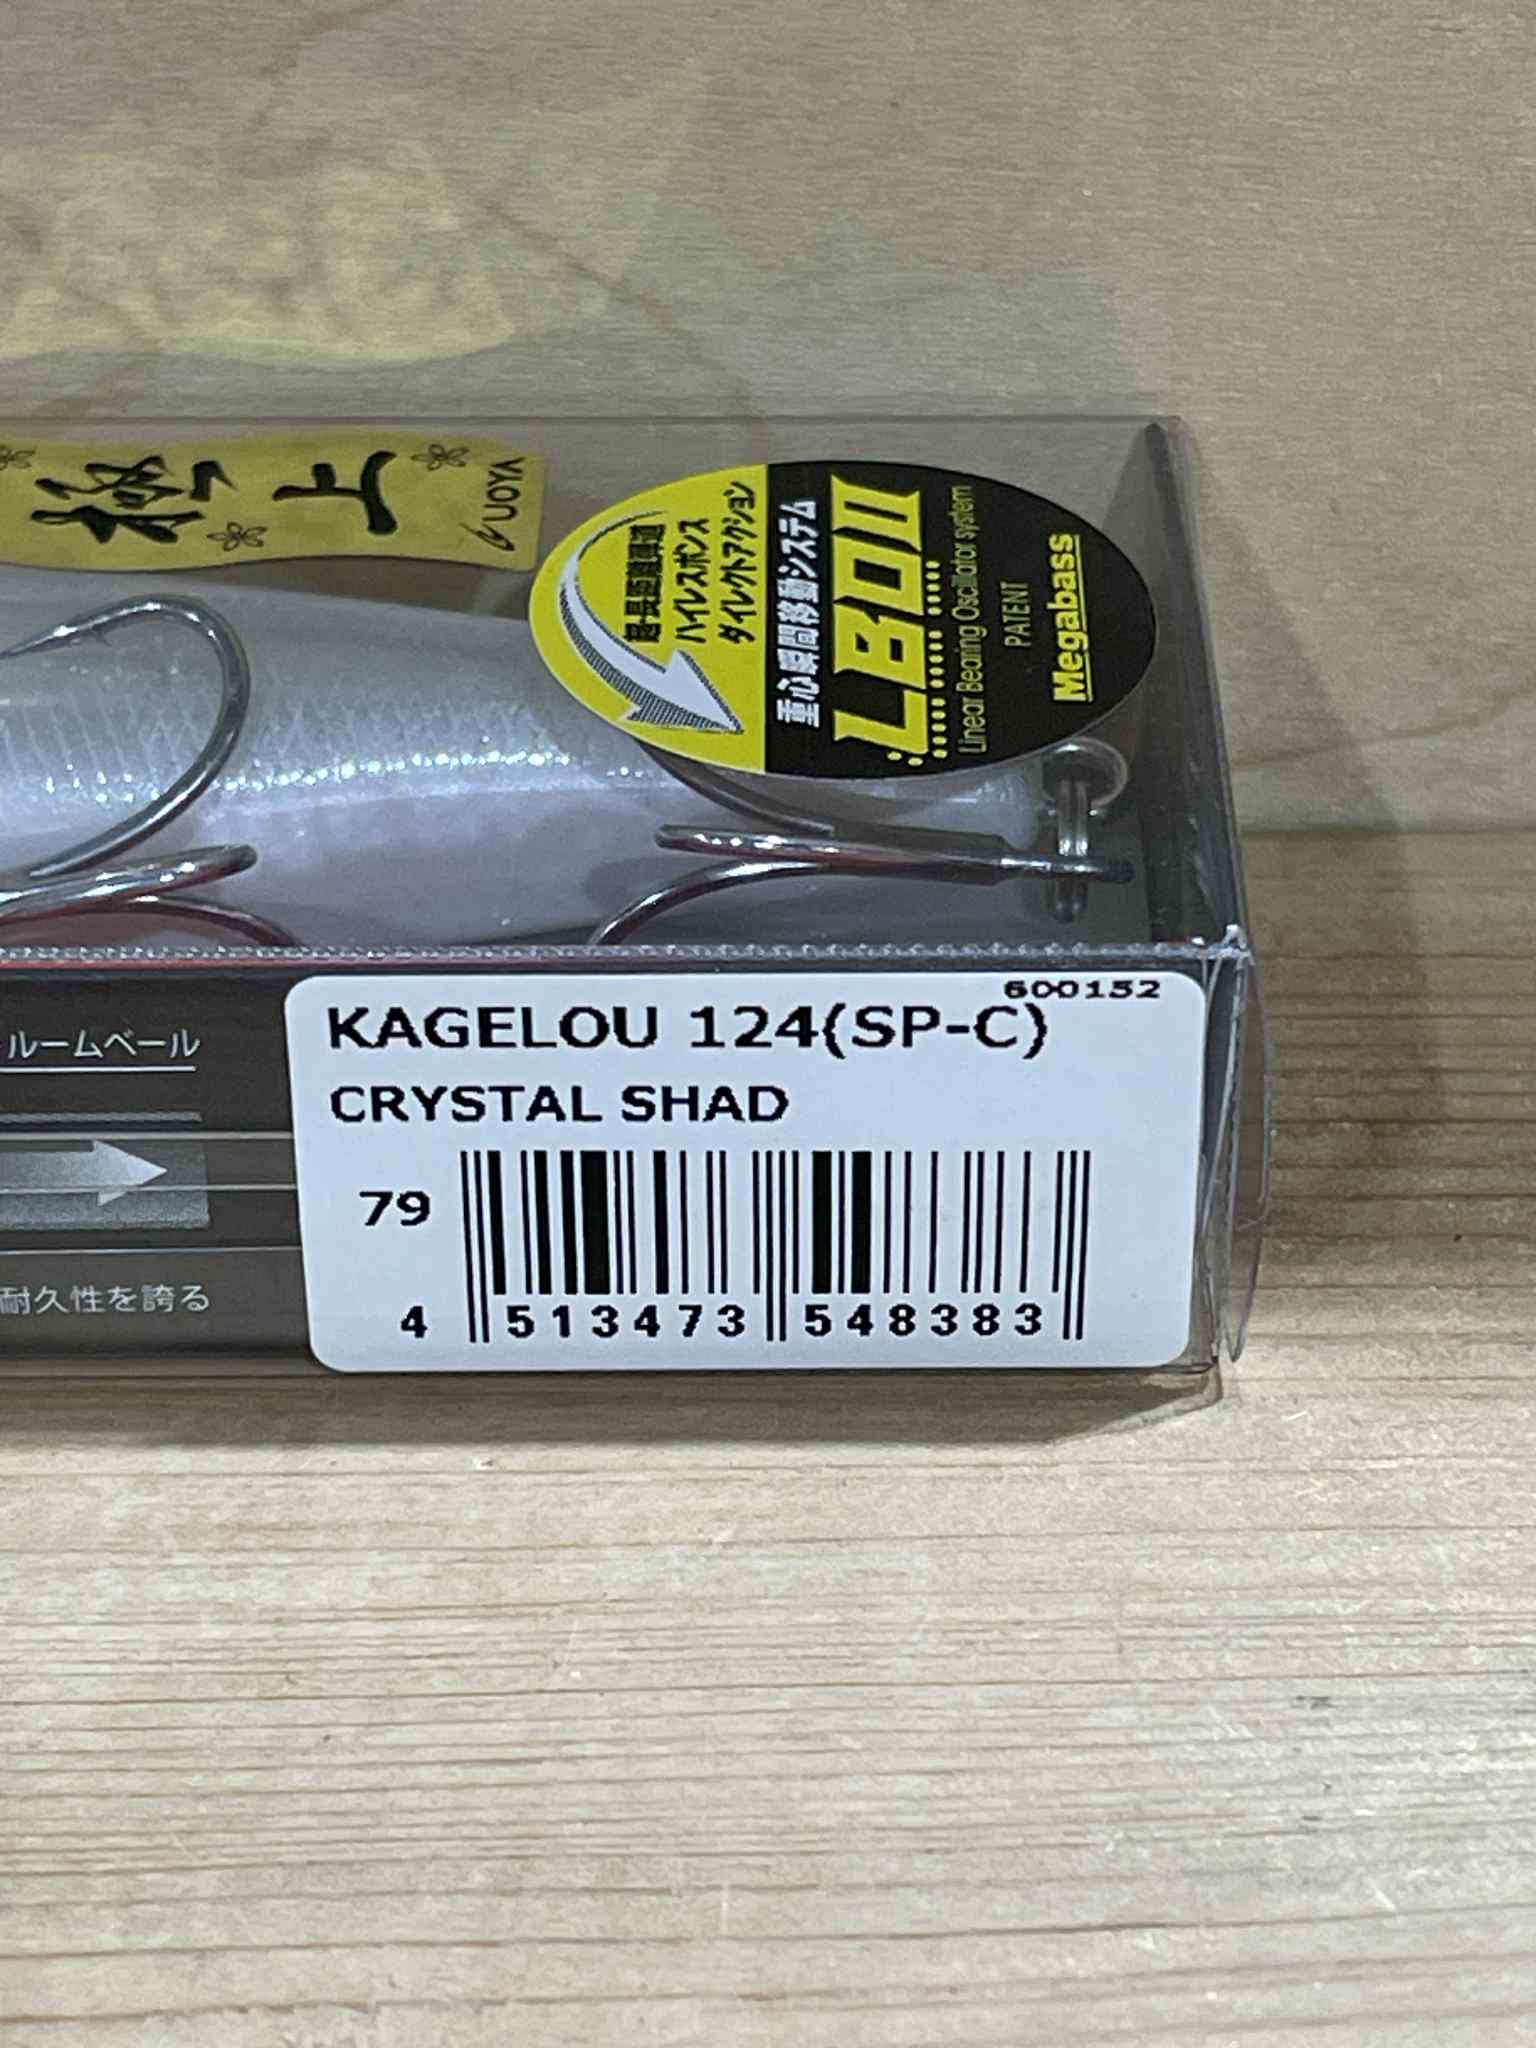 極上
UOYA
超・長距離弾道
ハイレスポンス
ダイレクトアクション
重心瞬間移動システム
LBOII
Linear Bearing Oscillator system
PATENT
Megabass
600152
KAGELOU 124(SP-C)
CRYSTAL SHAD
79
4 513473 548383
ルームベール
耐久性を誇る